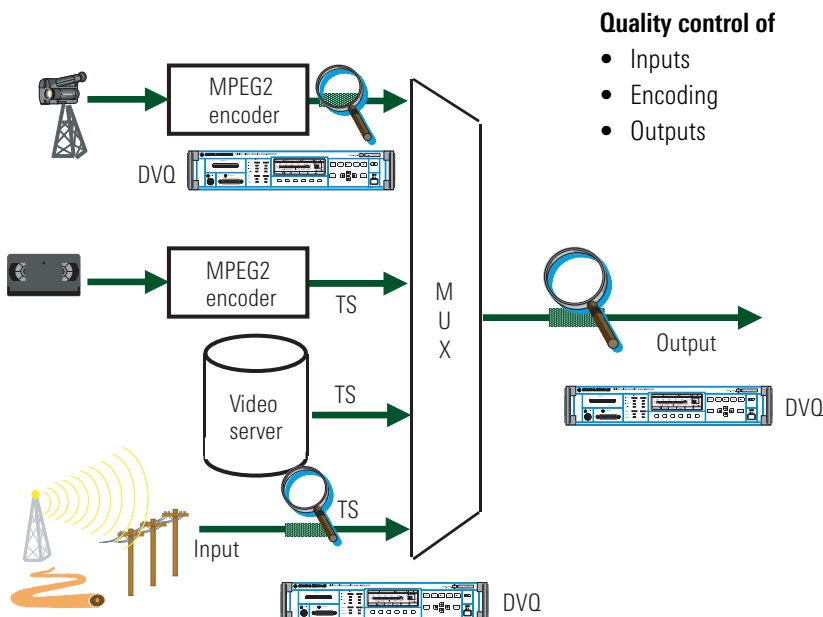 Quality control of
• Inputs
• Encoding
• Outputs
MPEG2
encoder
DVQ
MPEG2
encoder
TS
M
U
X
Output
Video
server
TS
DVQ
TS
Input
DVQ